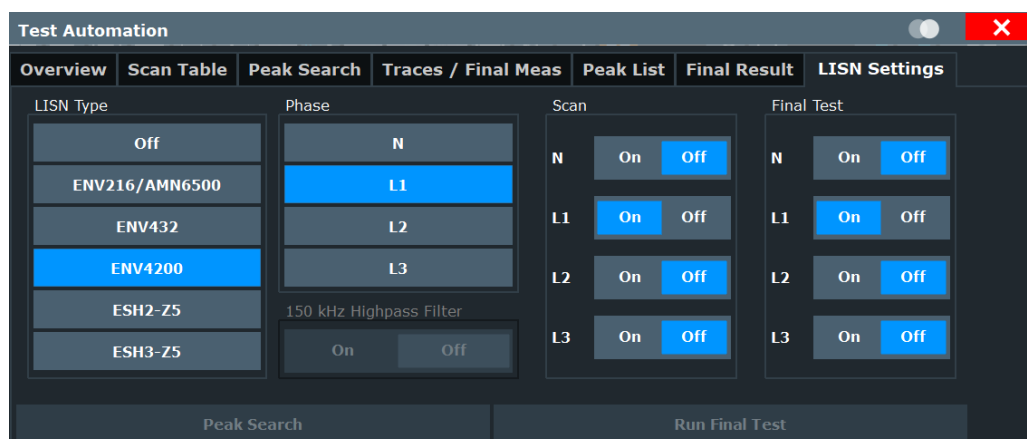 Test Automation
Overview Scan Table Peak Search Traces / Final Meas Peak List Final Result LISN Settings
LISN Type Phase Scan Final Test
Off N
N On Off N On Off
ENV216/AMN6500 L1
L1 On Off L1 On Off
ENV432 L2
ENV4200 L3
L2 On Off L2 On Off
ESH2-Z5 150 kHz Highpass Filter
L3 On Off L3 On Off
ESH3-Z5 On Off
Peak Search Run Final Test